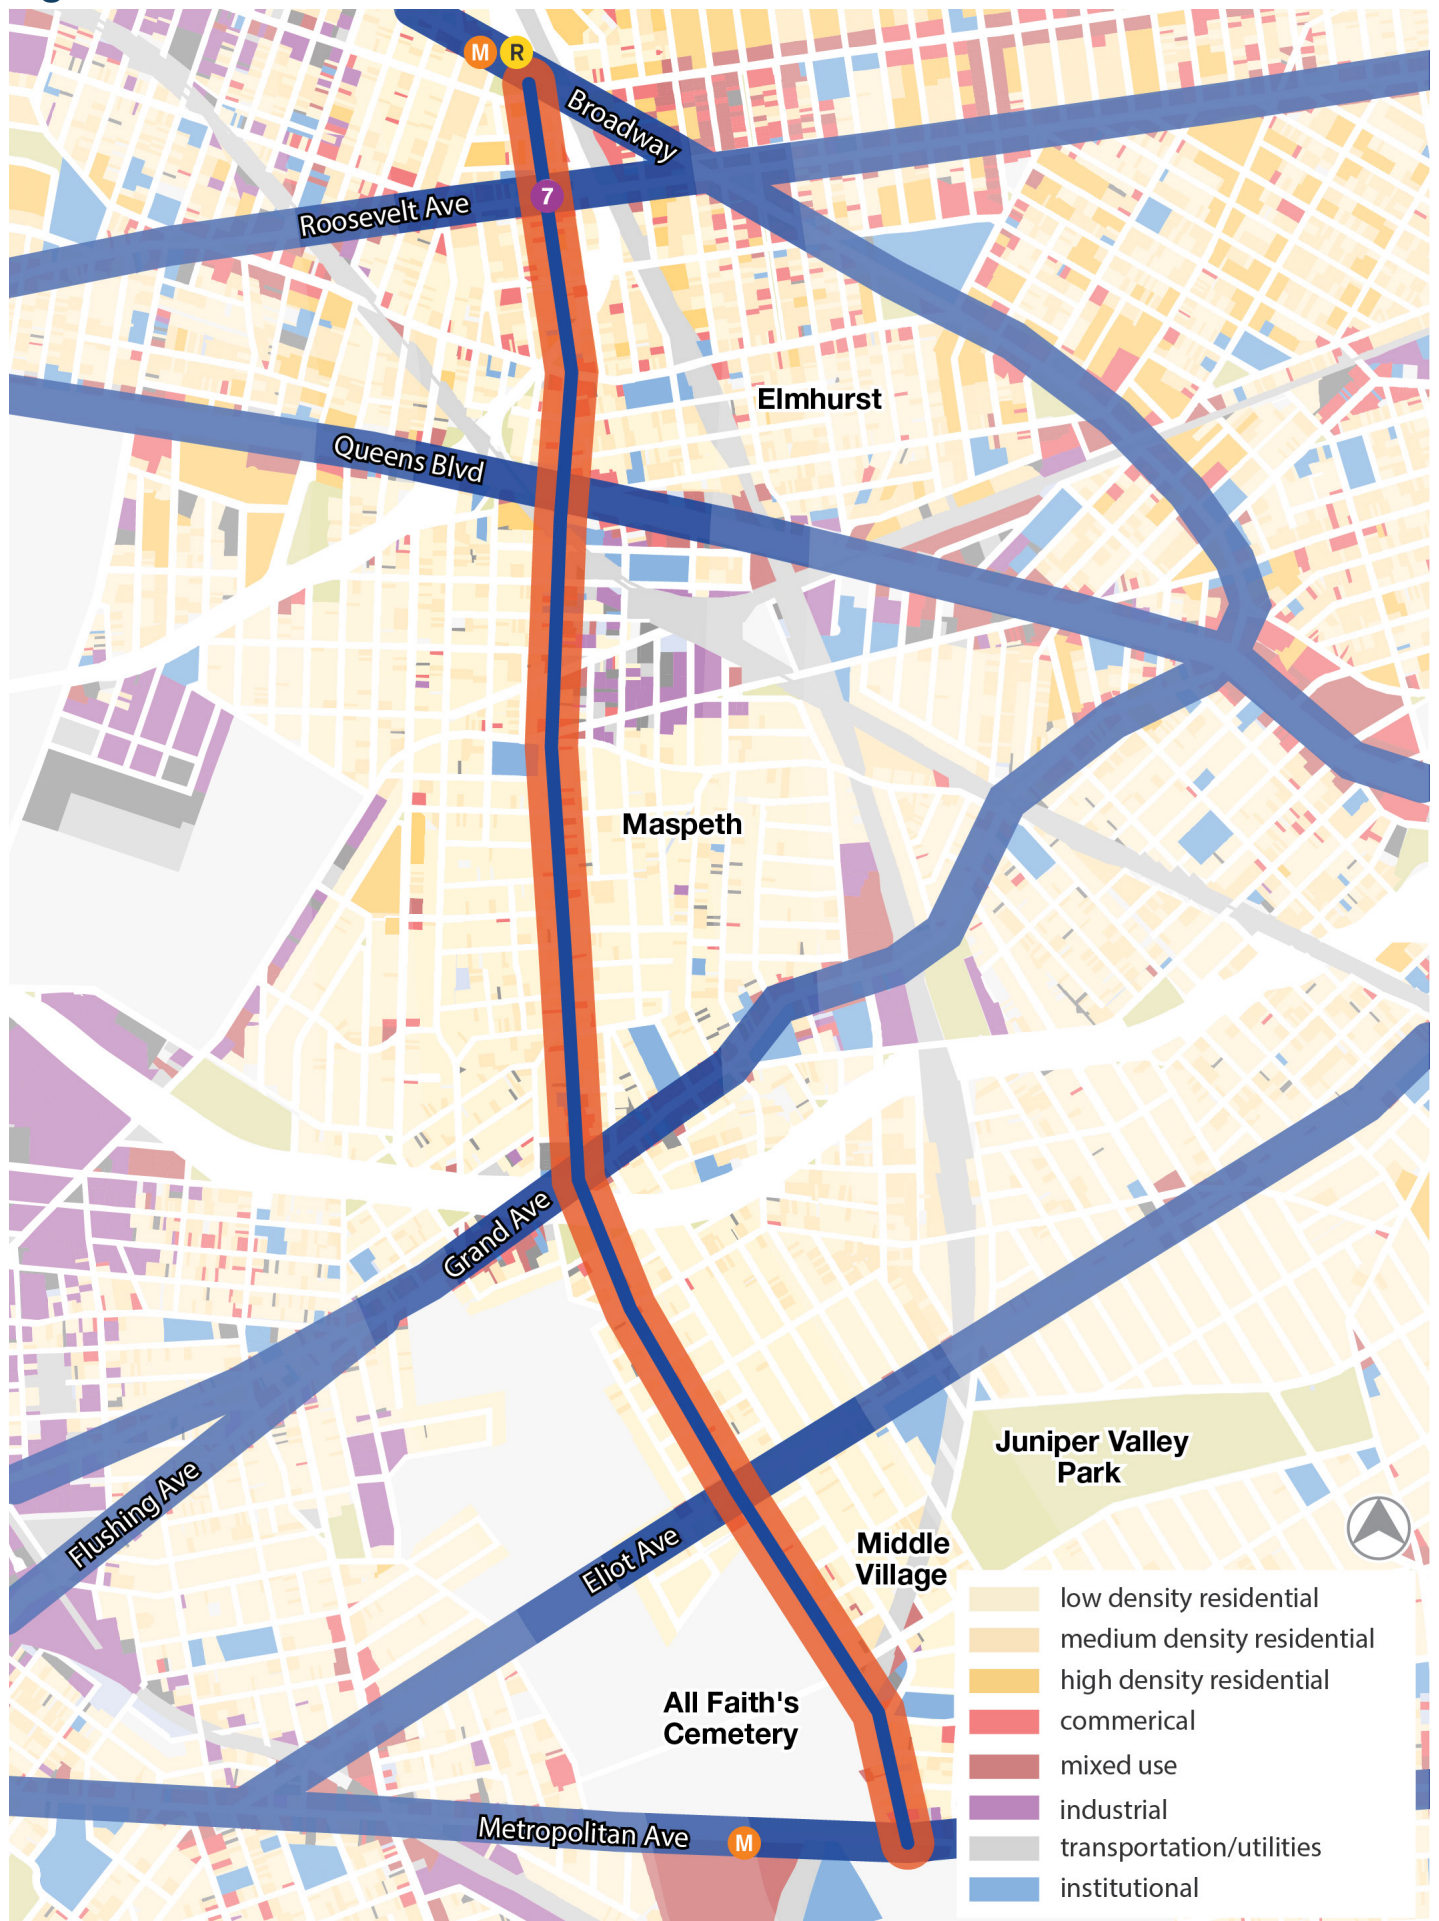 M
R
Broadway
7
Roosevelt Ave
Elmhurst
Queens Blvd
Maspeth
Grand Ave
Juniper Valley
Park
Flushing Ave
Eliot Ave
Middle
Village
All Faith's
Cemetery
Metropolitan Ave
M
low density residential
medium density residential
high density residential
commerical
mixed use
industrial
transportation/utilities
institutional